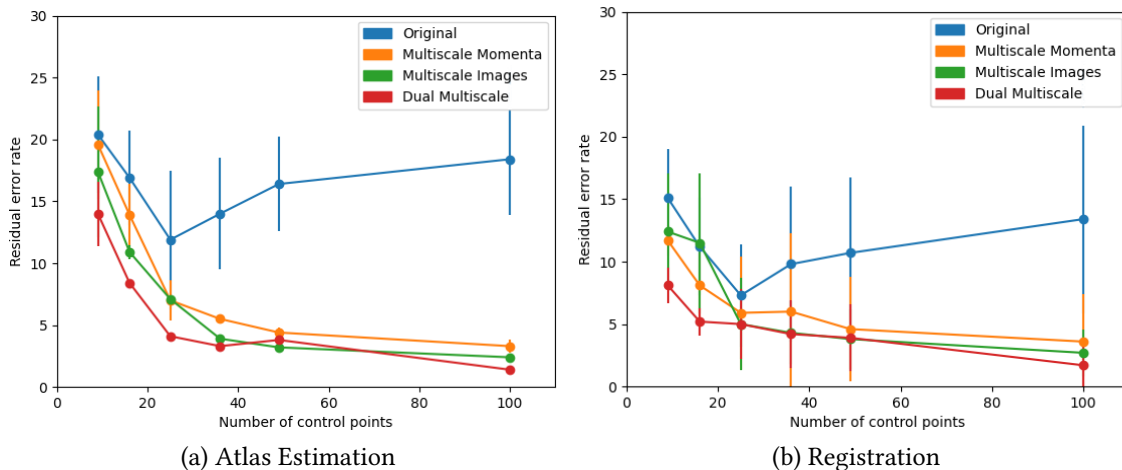 30
25
20
15
10
5
0
Residual error rate
0
20
40
60
80
100
Number of control points
Original
Multiscale Momenta
Multiscale Images
Dual Multiscale
(a) Atlas Estimation
30
25
20
15
10
5
0
Residual error rate
0
20
40
60
80
100
Number of control points
Original
Multiscale Momenta
Multiscale Images
Dual Multiscale
(b) Registration